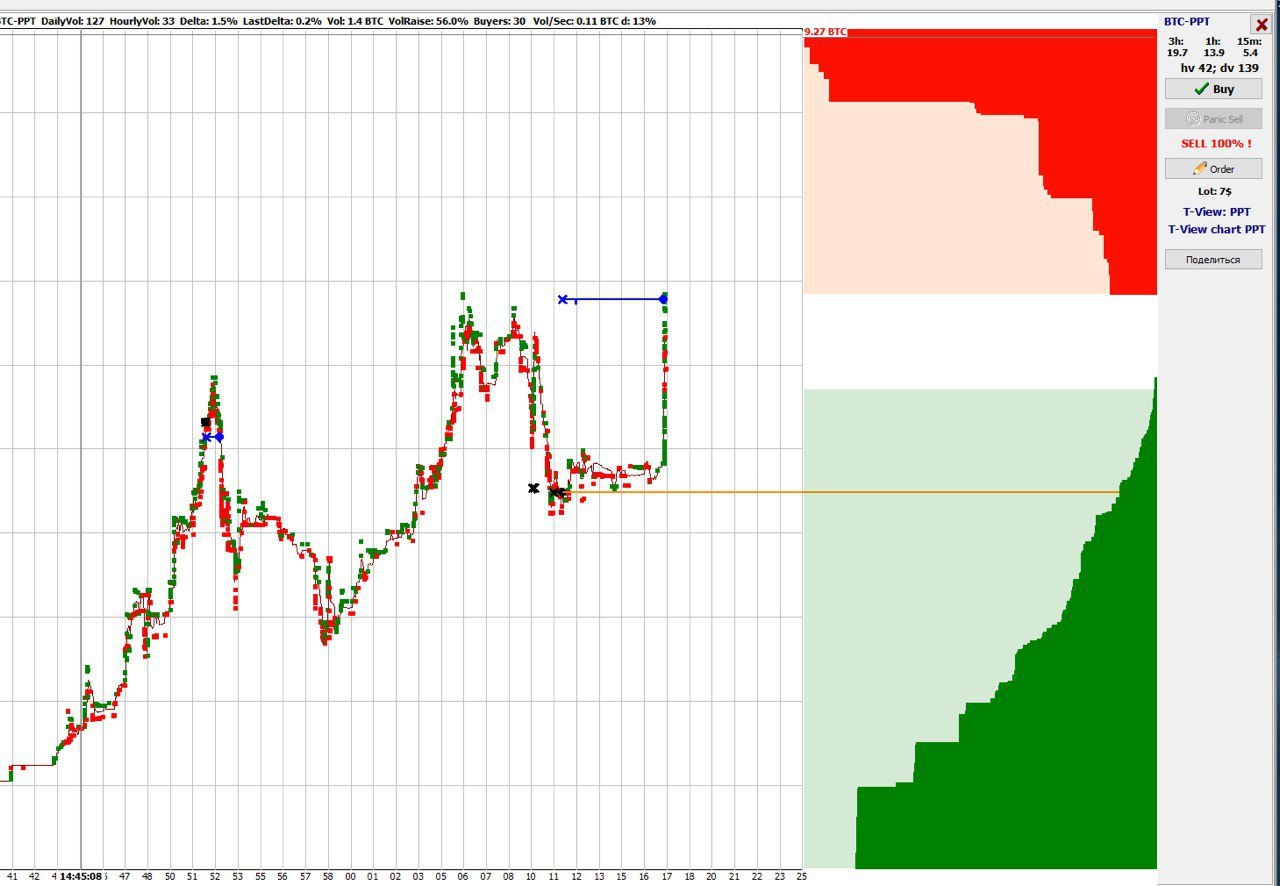 BTC-PPT DailyVol: 127 HourlyVol: 33 Delta: 1.5% LastDelta: 0.2% Vol: 1.4 BTC VolRaise: 56.0% Buyers: 30 Vol/Sec: 0.11 BTC d: 13%
9.27 BTC
BTC-PPT
3h: 1h: 15m:
19.7 13.9 5.4
hv 42; dv 139
Buy
Panic Sell
SELL 100% !
Order
Lot: 7$
T-View: PPT
T-View chart PPT
Поделиться
41 42 4 14:45:08 5 47 48 50 51 52 53 55 55 56 58 00 01 02 03 05 05 06 07 08 10 11 12 13 15 16 17 18 20 21 22 23 25